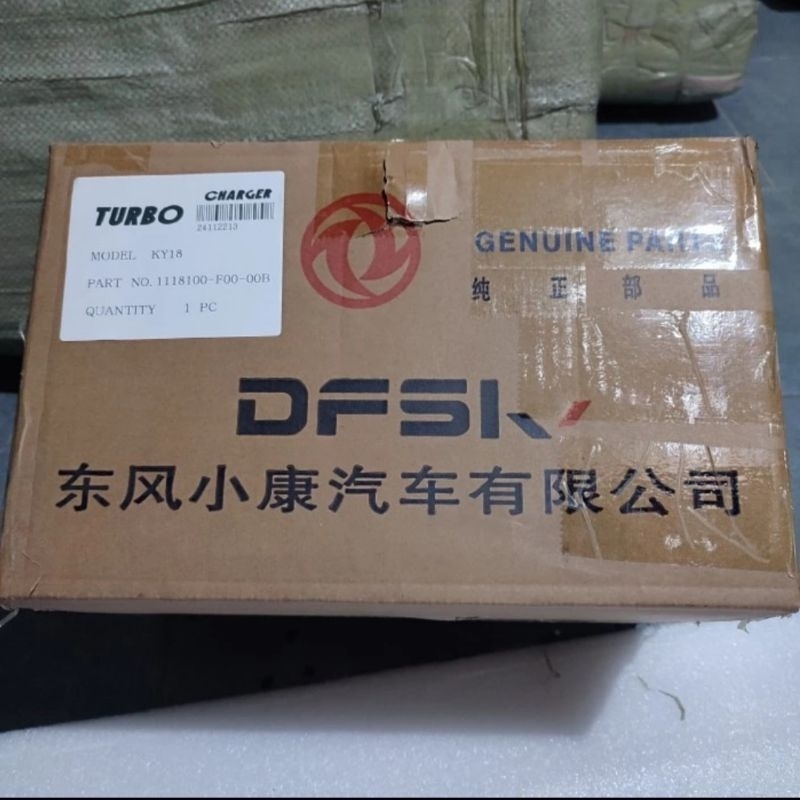 TURBO CHARGER
24112213
MODEL KY18
PART NO.1118100-F00-00B
QUANTITY 1 PC
GENUINE PARTS
纯正部品
DFSK
东风小康汽车有限公司